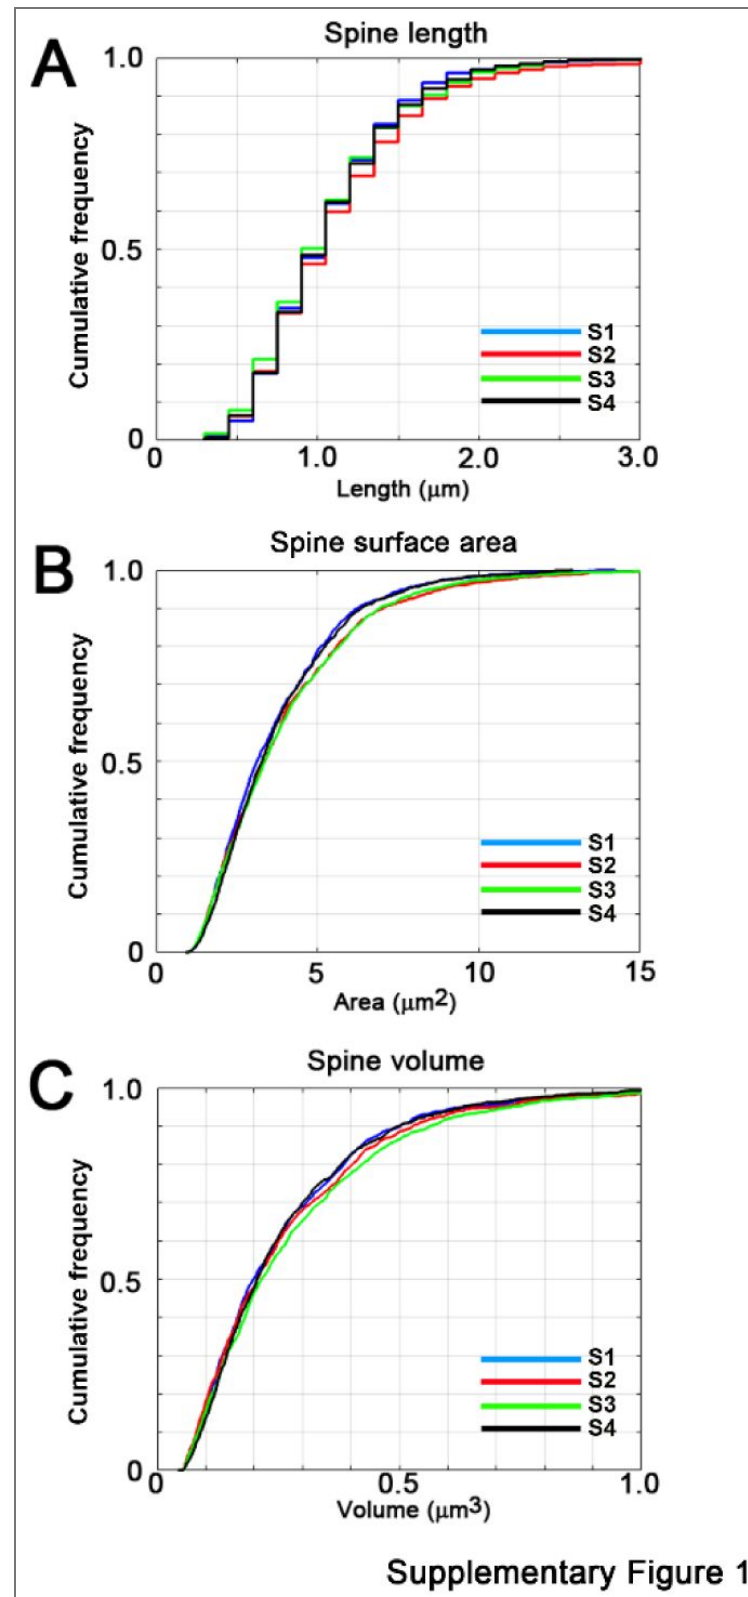 A
Spine length
1.0
0.5
0
Cumulative frequency
S1
S2
S3
S4
0 1.0 2.0 3.0
Length (μm)
B
Spine surface area
1.0
0.5
0
Cumulative frequency
S1
S2
S3
S4
0 5 10 15
Area (μm2)
C
Spine volume
1.0
0.5
0
Cumulative frequency
S1
S2
S3
S4
0 0.5 1.0
Volume (μm3)
Supplementary Figure 1